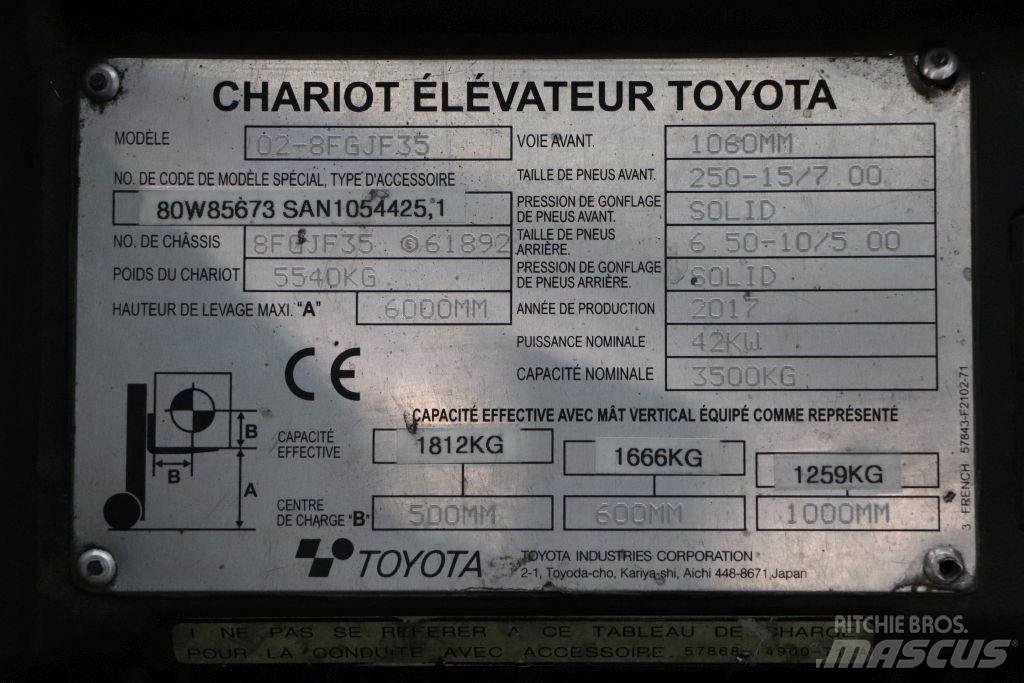 CHARIOT ÉLÉVATEUR TOYOTA
MODÈLE 02-8FGJF35
NO. DE CODE DE MODÈLE SPÉCIAL, TYPE D'ACCESSOIRE
80W85673 SAN1054425,1
NO. DE CHÂSSIS 8FGJF35 61892
POIDS DU CHARIOT 5540KG
HAUTEUR DE LEVAGE MAXI. "A" 6000MM
VOIE AVANT. 1060MM
TAILLE DE PNEUS AVANT. 250-15/7 00
PRESSION DE GONFLAGE
DE PNEUS AVANT. SOLID
TAILLE DE PNEUS
ARRIÈRE. 6 50-10/5 00
PRESSION DE GONFLAGE
DE PNEUS ARRIÈRE. SOLID
ANNÉE DE PRODUCTION 2017
PUISSANCE NOMINALE 42KW
CAPACITÉ NOMINALE 3500KG
CE
B
B
A
CAPACITÉ EFFECTIVE AVEC MÂT VERTICAL ÉQUIPÉ COMME REPRÉSENTÉ
CAPACITÉ
EFFECTIVE 1812KG 1666KG 1259KG
CENTRE
DE CHARGE "B" 500MM 600MM 1000MM
TOYOTA
TOYOTA INDUSTRIES CORPORATION
2-1, Toyoda-cho, Kariya-shi, Aichi 448-8671, Japan
3 FRENCH 57843-F2102-71
NE PAS SE RÉFÉRER A CE TABLEAU DE CHARGE
POUR LA CONDUITE AVEC ACCESSOIRE.
RITCHIE BROS.
MASCUS